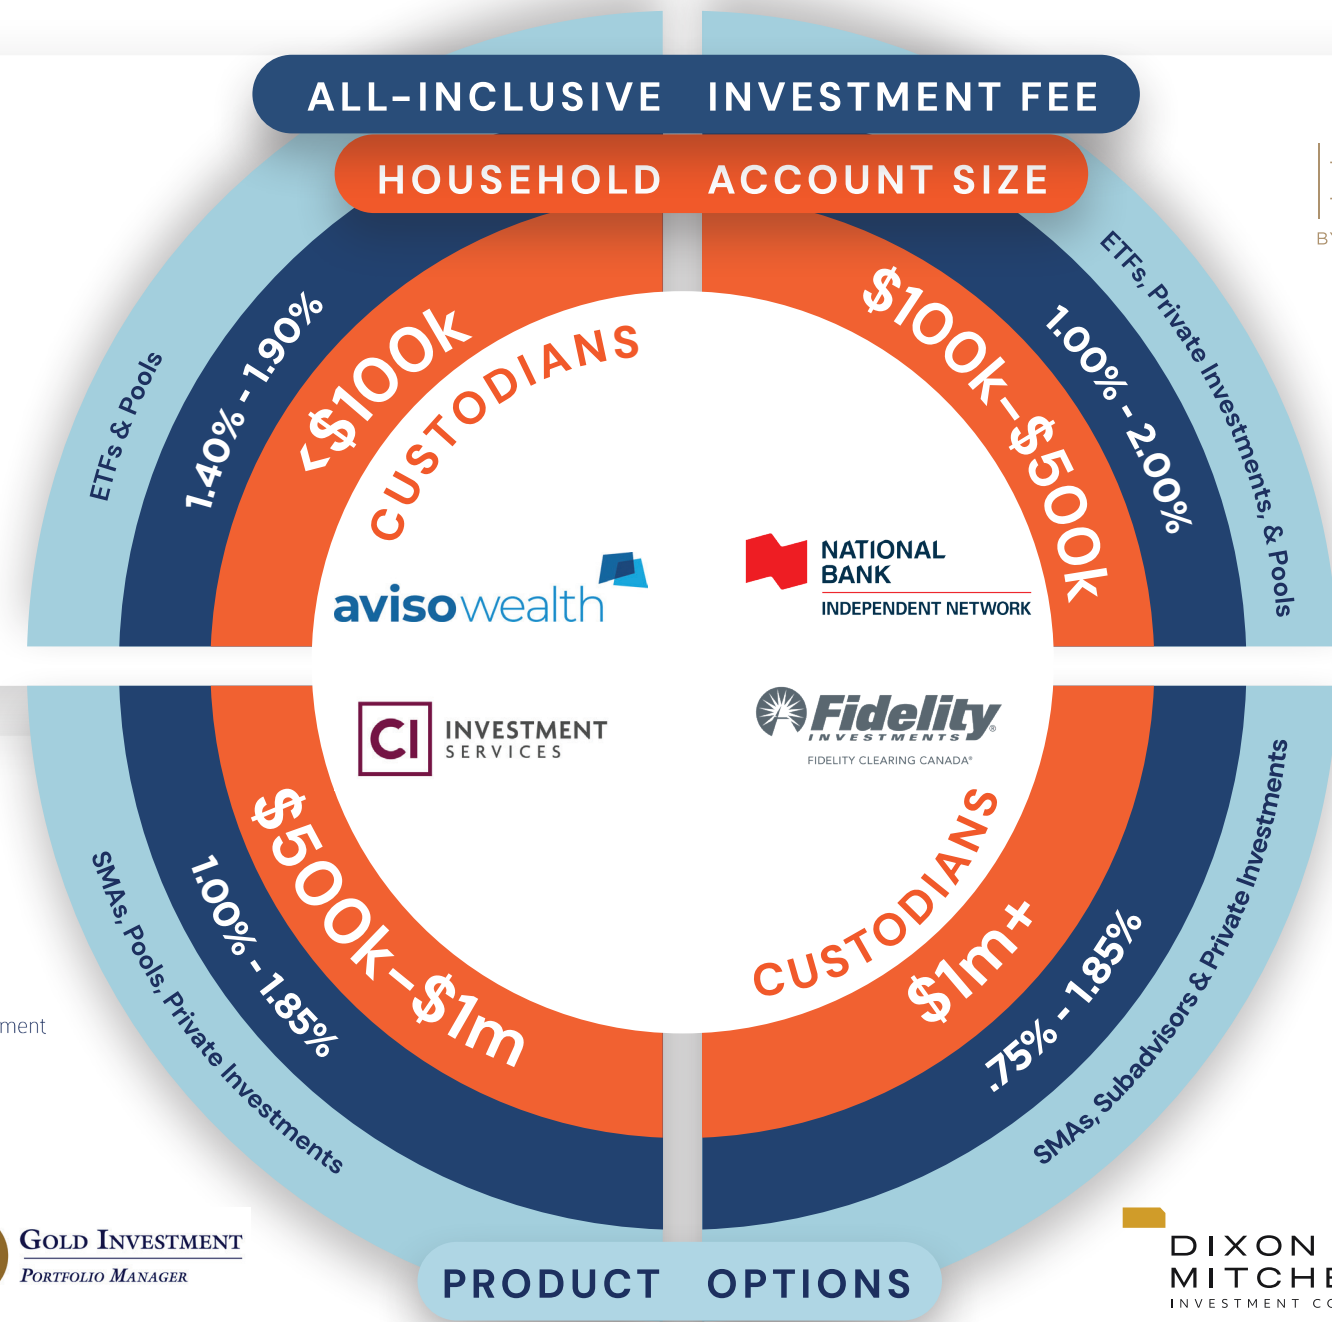 ALL-INCLUSIVE INVESTMENT FEE
HOUSEHOLD ACCOUNT SIZE
ETFs & Pools
1.40% - 1.90%
<$100k
CUSTODIANS
$100k-$500k
1.00% - 2.00%
ETFs, Private Investments, & Pools
BY
avisowealth
NATIONAL
BANK
INDEPENDENT NETWORK
CI INVESTMENT
SERVICES
Fidelity
INVESTMENTS®
FIDELITY CLEARING CANADA®
SMAs, Pools, Private Investments
1.00% - 1.85%
$500k-$1m
CUSTODIANS
$1m+
.75% - 1.85%
SMAs, Subadvisors & Private Investments
ment
GOLD INVESTMENT
PORTFOLIO MANAGER
PRODUCT OPTIONS
DIXON
MITCHE
INVESTMENT CO